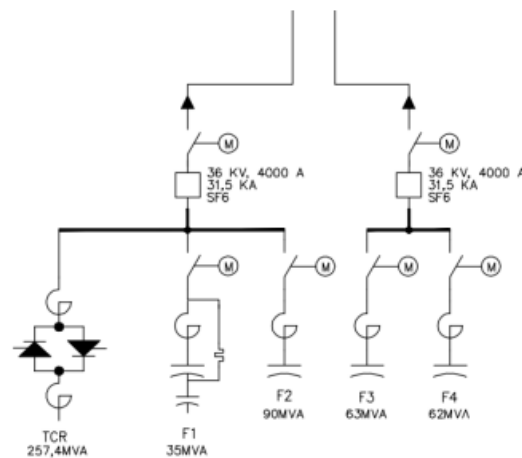 M
M
36 KV, 4000 A
31,5 KA
SF6
36 KV, 4000 A
31,5 KA
SF6
M
M
M
M
TCR
257,4MVA
F1
35MVA
F2
90MVA
F3
63MVA
F4
62MVA